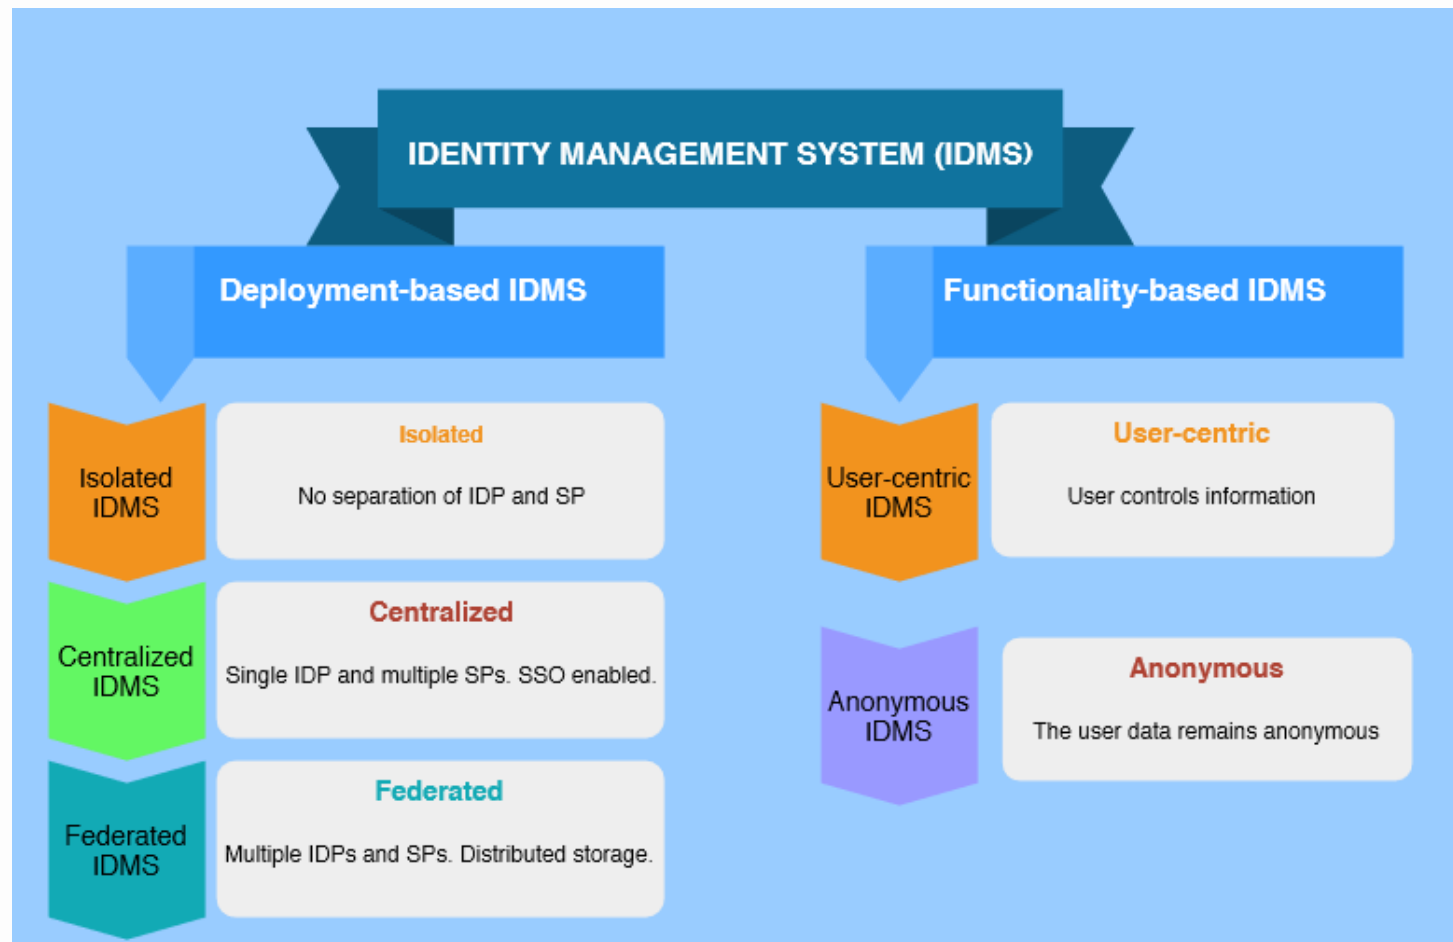 IDENTITY MANAGEMENT SYSTEM (IDMS)
Deployment-based IDMS
Isolated
IDMS
Isolated
No separation of IDP and SP
Centralized
IDMS
Centralized
Single IDP and multiple SPs. SSO enabled.
Federated
IDMS
Federated
Multiple IDPs and SPs. Distributed storage.
Functionality-based IDMS
User-centric
IDMS
User-centric
User controls information
Anonymous
IDMS
Anonymous
The user data remains anonymous